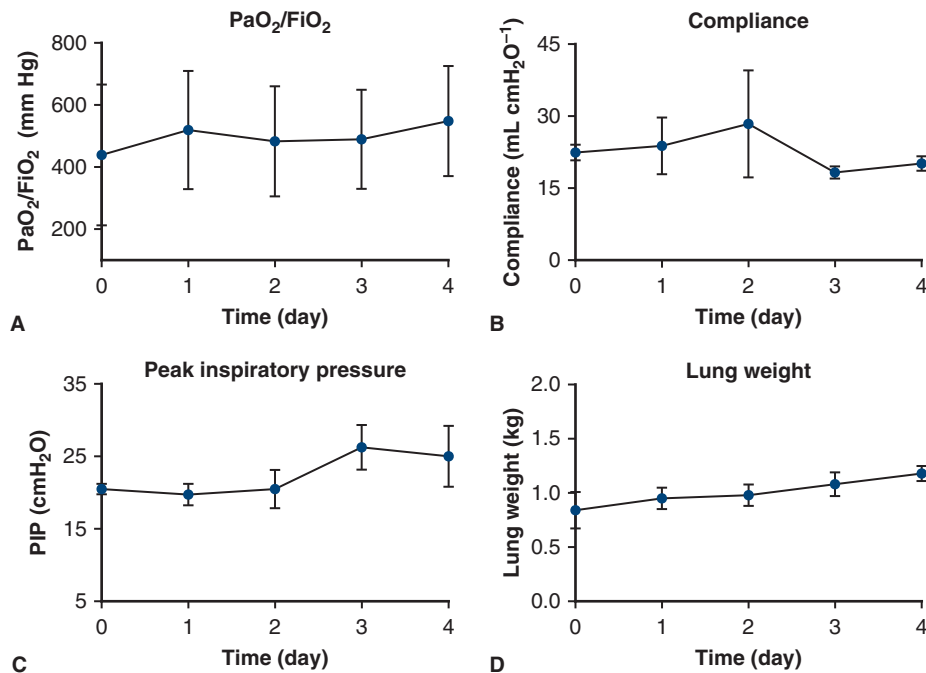 PaO₂/FiO₂
PaO₂/FiO₂ (mm Hg)
800
600
400
200
0 1 2 3 4
Time (day)
A
Compliance
Compliance (mL cmH₂O⁻¹)
45
30
15
0
0 1 2 3 4
Time (day)
B
Peak inspiratory pressure
PIP (cmH₂O)
35
25
15
5
0 1 2 3 4
Time (day)
C
Lung weight
Lung weight (kg)
2.0
1.5
1.0
0.5
0.0
0 1 2 3 4
Time (day)
D